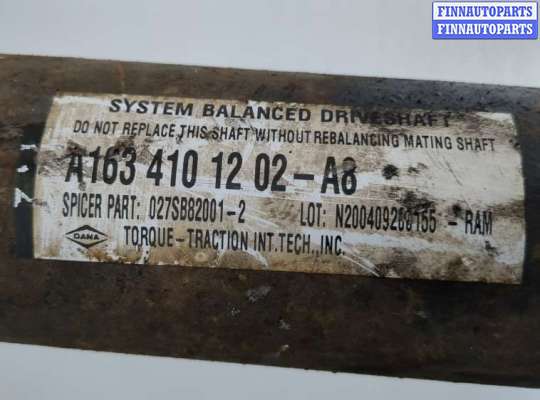 FINNAUTOPARTS
FINNAUTOPARTS
SYSTEM BALANCED DRIVESHAFT
DO NOT REPLACE THIS SHAFT WITHOUT REBALANCING MATING SHAFT
A163 410 12 02-A8
SPICER PART: 027SB82001-2 LOT: N200409280155 - RAM
DANA TORQUE-TRACTION INT.TECH.,INC.